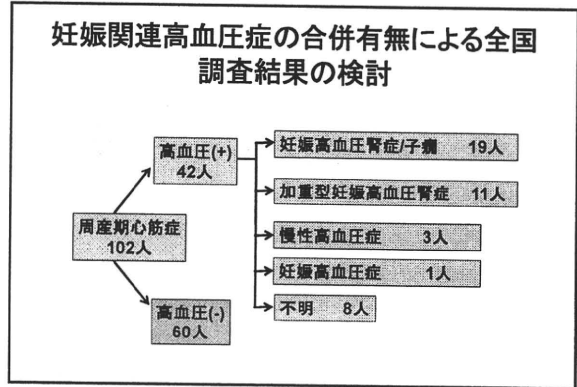 妊娠関連高血圧症の合併有無による全国
調査結果の検討
高血圧(+)
42人
妊娠高血圧腎症/子癇 19人
加重型妊娠高血圧腎症 11人
周産期心筋症
102人
慢性高血圧症 3人
妊娠高血圧症 1人
高血圧(-)
60人
不明 8人